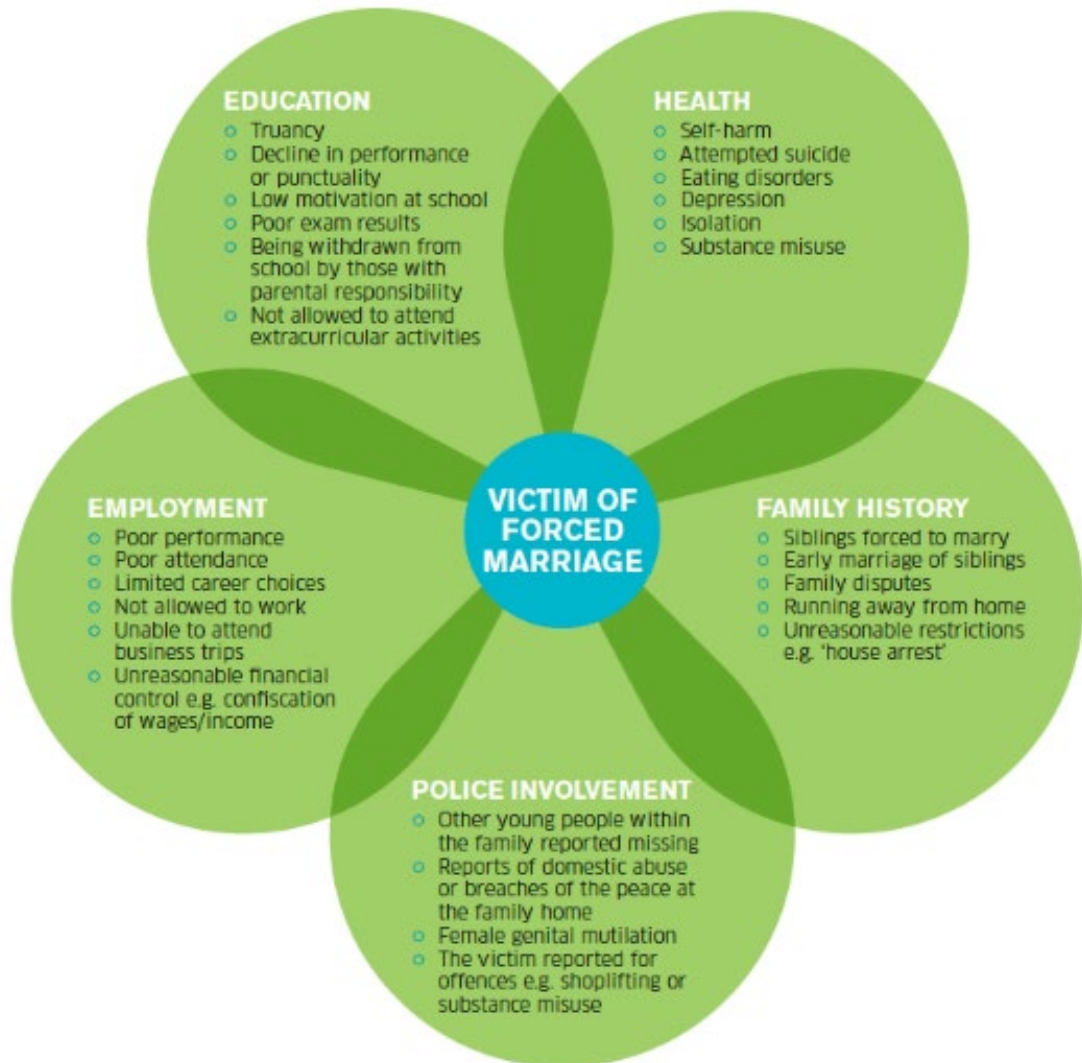 EDUCATION
Truancy
Decline in performance
or punctuality
Low motivation at school
Poor exam results
Being withdrawn from
school by those with
parental responsibility
Not allowed to attend
extracurricular activities
HEALTH
Self-harm
Attempted suicide
Eating disorders
Depression
Isolation
Substance misuse
EMPLOYMENT
Poor performance
Poor attendance
Limited career choices
Not allowed to work
Unable to attend
business trips
Unreasonable financial
control e.g. confiscation
of wages/income
VICTIM OF
FORCED
MARRIAGE
FAMILY HISTORY
Siblings forced to marry
Early marriage of siblings
Family disputes
Running away from home
Unreasonable restrictions
e.g. ‘house arrest’
POLICE INVOLVEMENT
Other young people within
the family reported missing
Reports of domestic abuse
or breaches of the peace at
the family home
Female genital mutilation
The victim reported for
offences e.g. shoplifting or
substance misuse